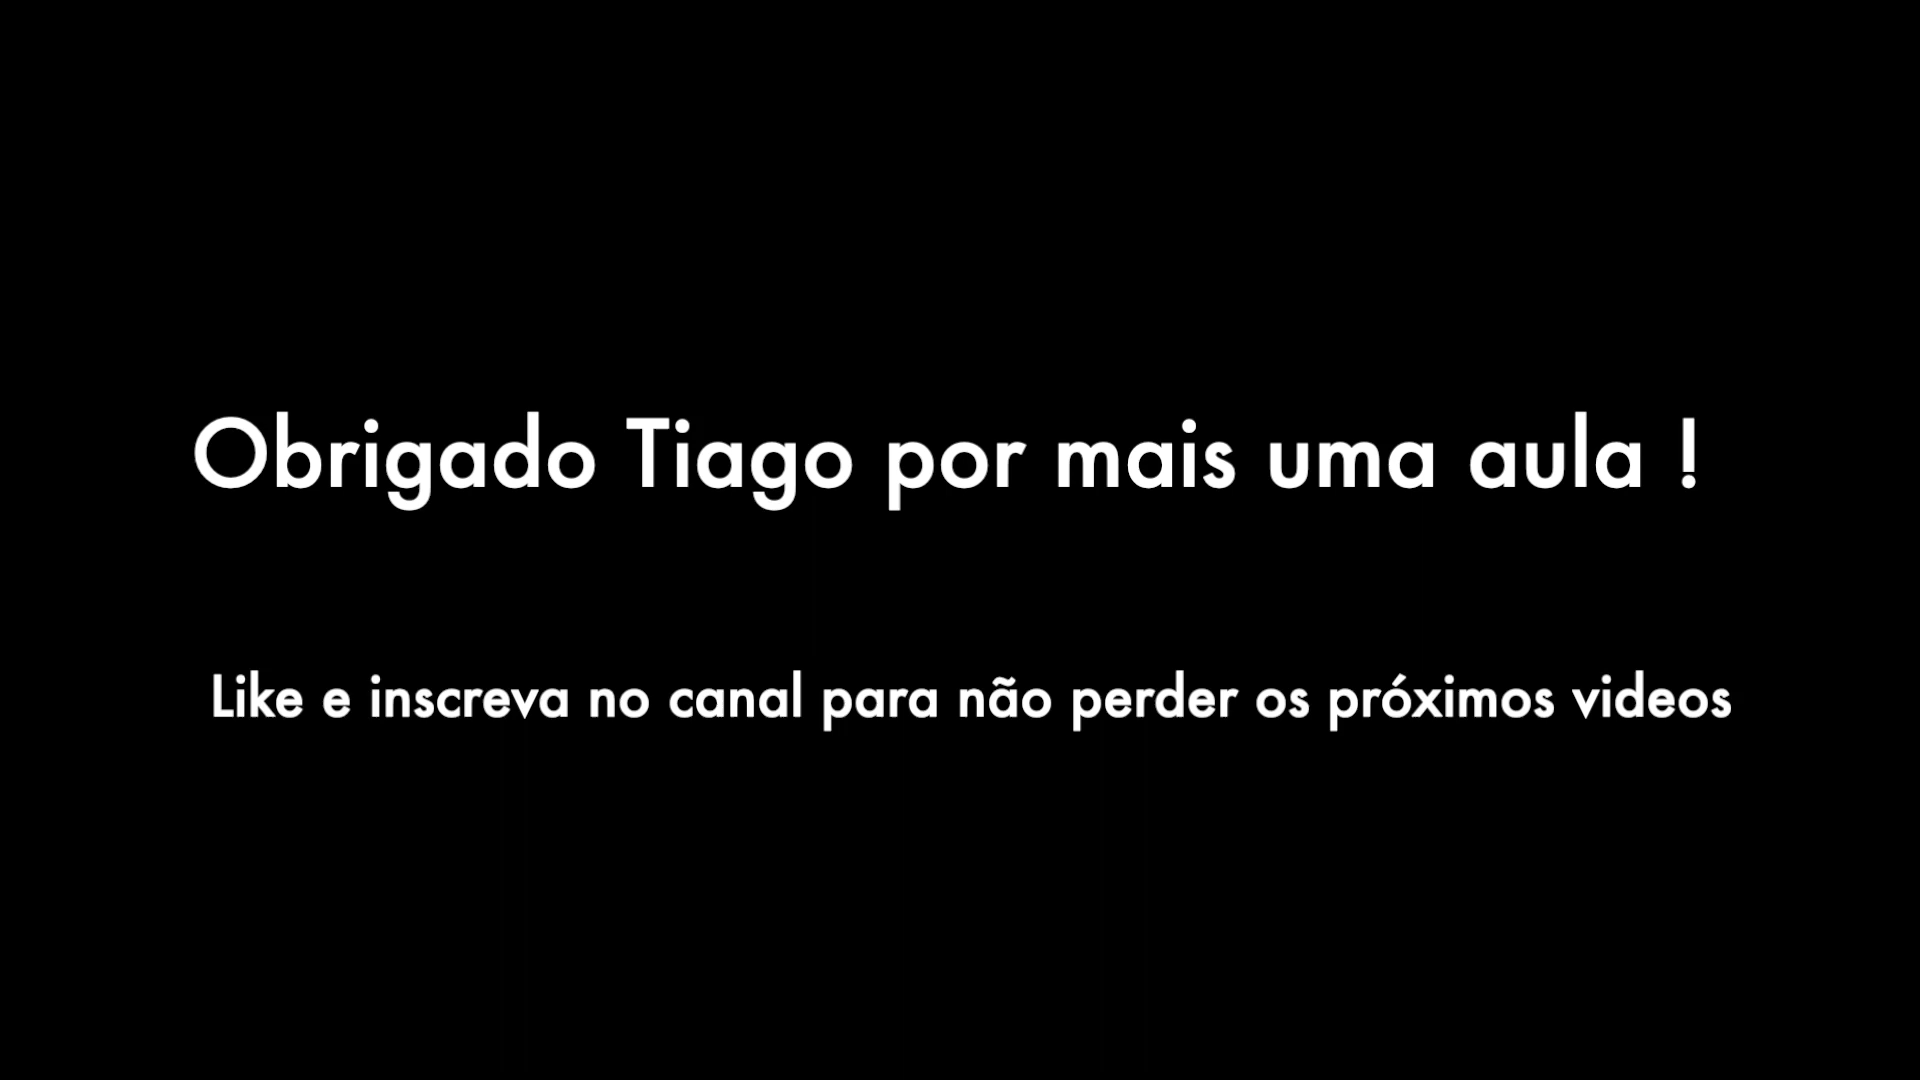 Obrigado Tiago por mais uma aula !
Like e inscreva no canal para não perder os próximos videos